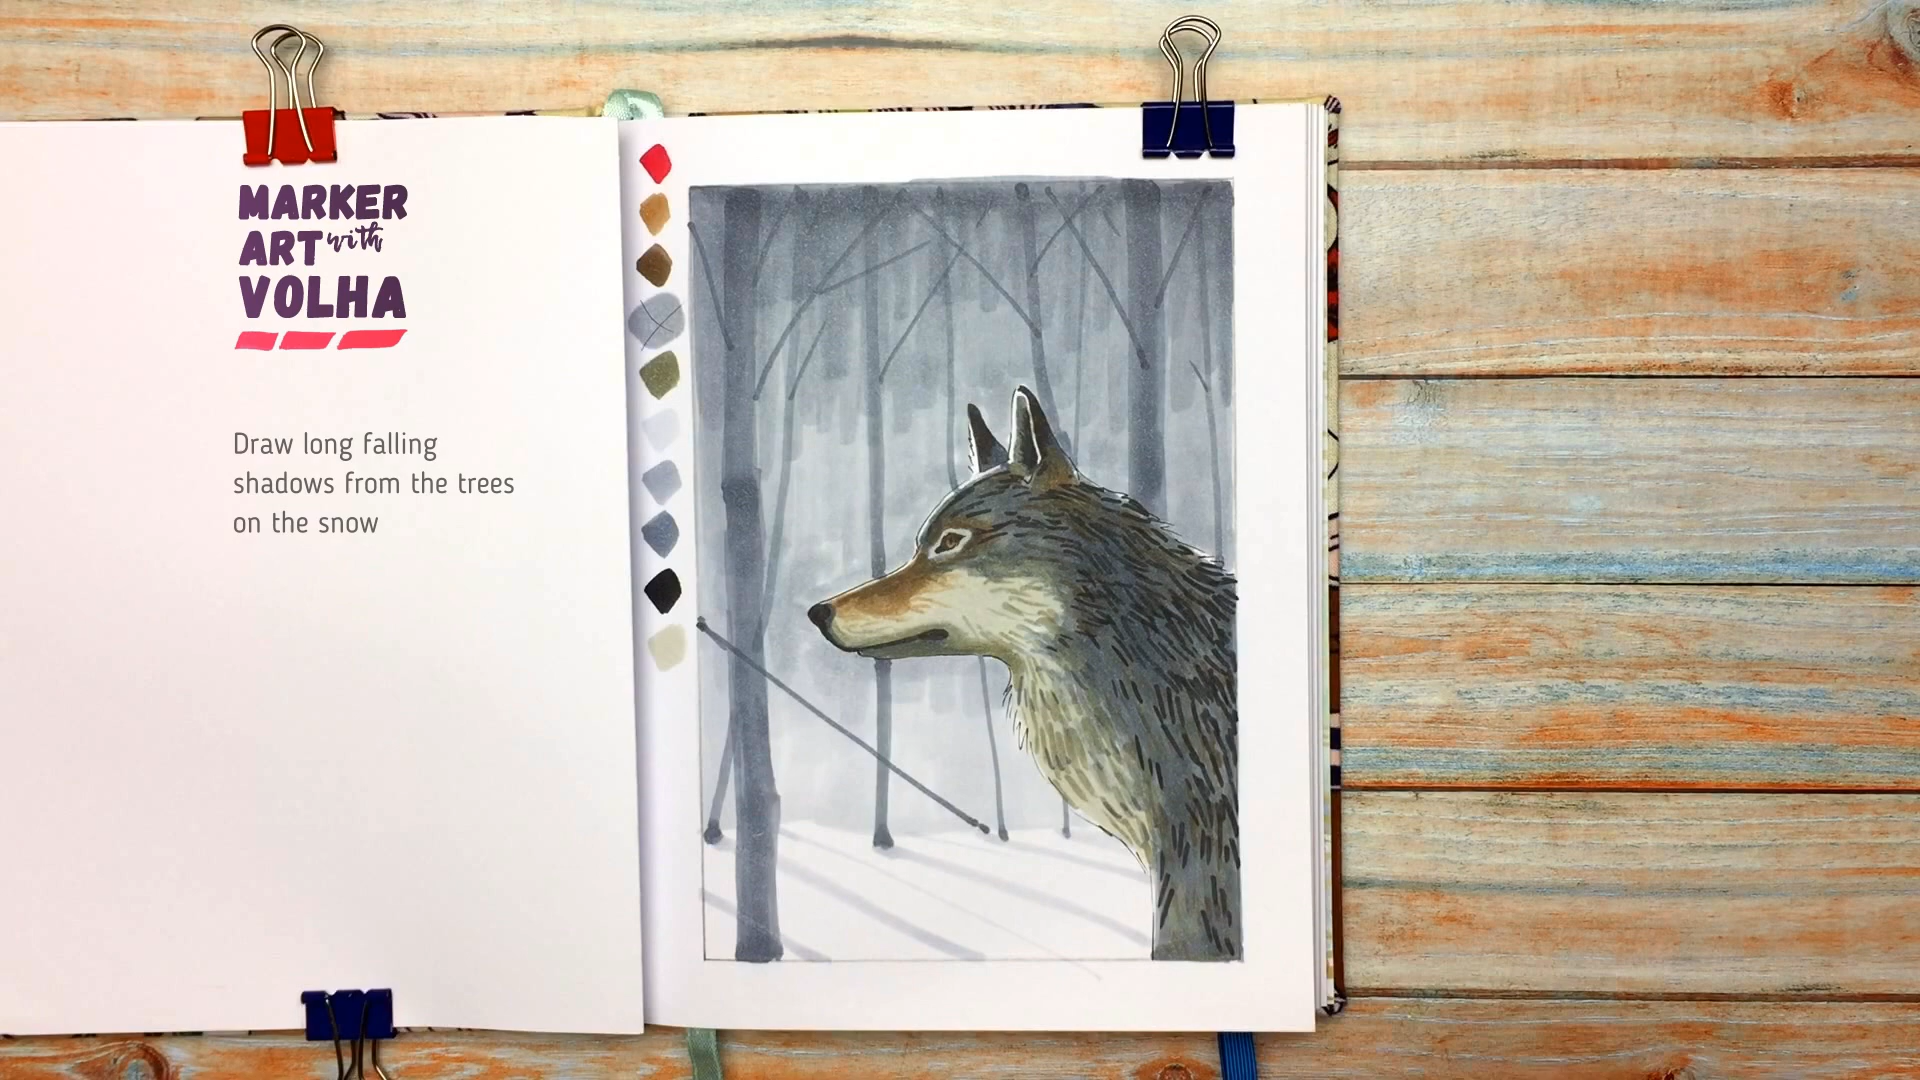 MARKER
ART with
VOLHA
Draw long falling
shadows from the trees
on the snow